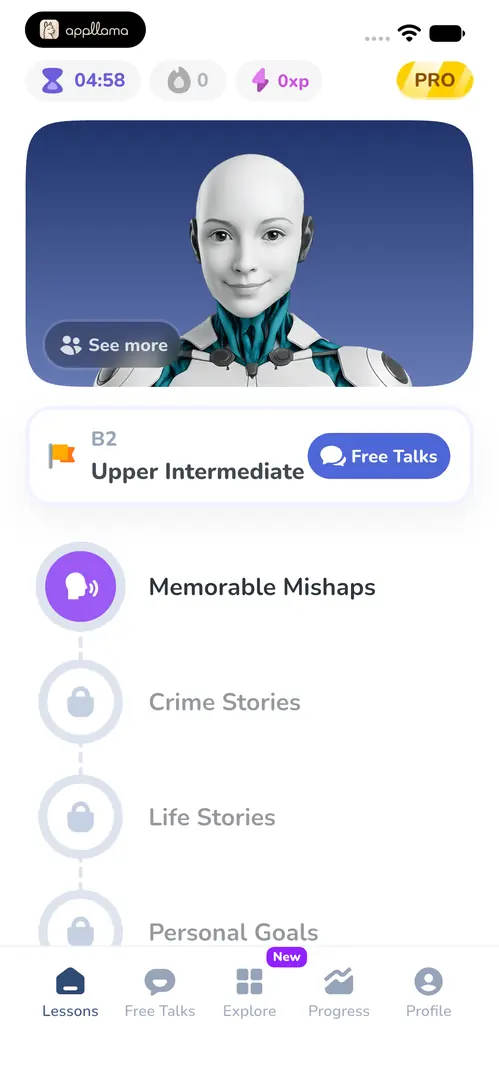 appllama
04:58
0
0xp
PRO
See more
B2
Upper Intermediate
Free Talks
Memorable Mishaps
Crime Stories
Life Stories
Personal Goals
New
Lessons
Free Talks
Explore
Progress
Profile